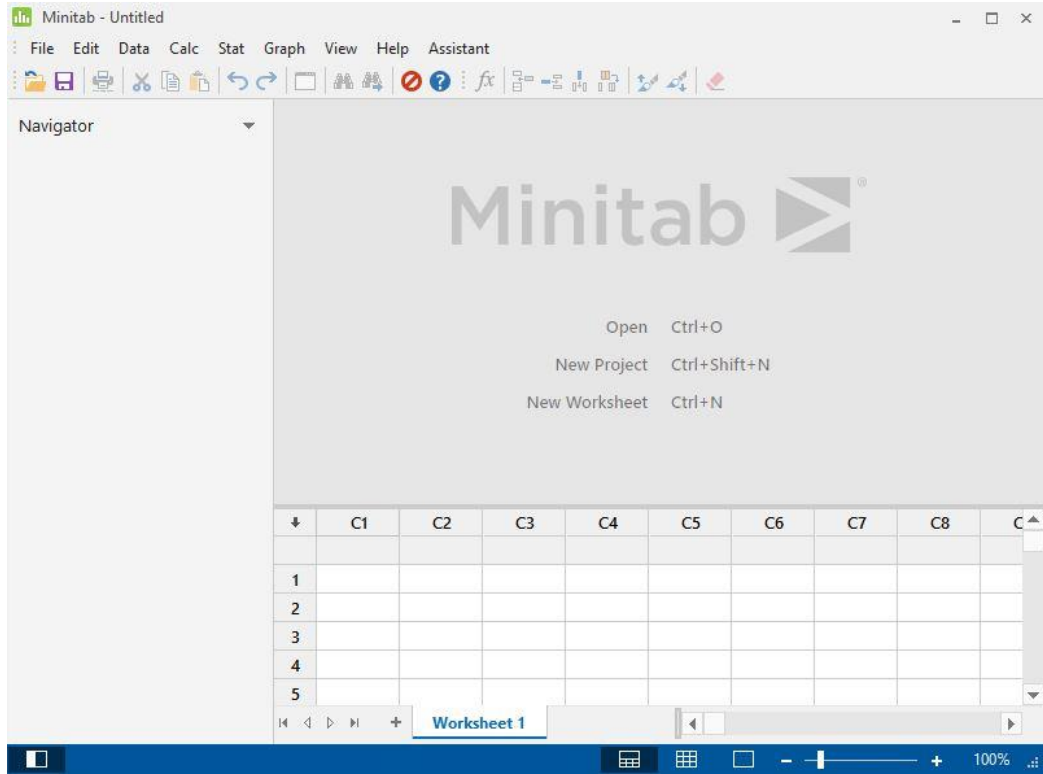 Minitab - Untitled
File Edit Data Calc Stat Graph View Help Assistant
fx
Navigator
Minitab ®
Open Ctrl+O
New Project Ctrl+Shift+N
New Worksheet Ctrl+N
C1 C2 C3 C4 C5 C6 C7 C8 C
1
2
3
4
5
+ Worksheet 1
- + 100%